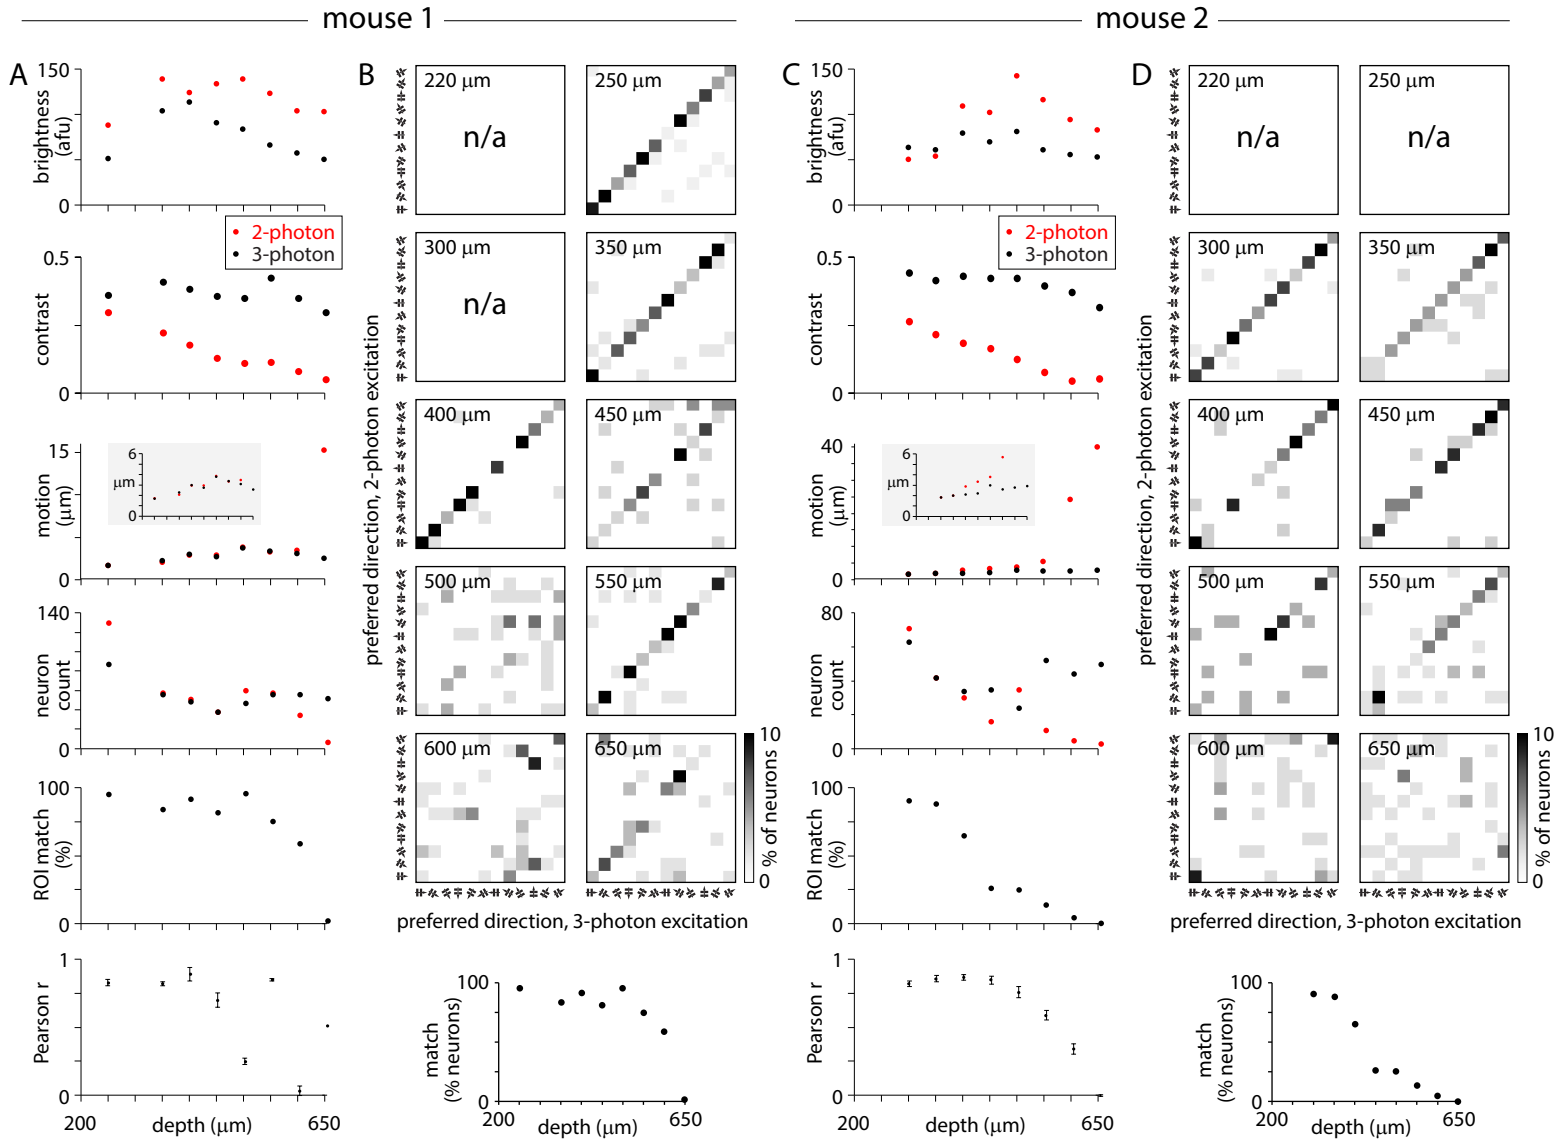 mouse 1
mouse 2
A
150
brightness
(afu)
0
2-photon
3-photon
0.5
contrast
0
15
motion
(μm)
0
6
μm
0
140
neuron
count
0
100
ROI match
(%)
0
1
Pearson r
0
200
depth (μm)
650
B
220 μm
n/a
250 μm
300 μm
n/a
350 μm
400 μm
450 μm
500 μm
550 μm
600 μm
650 μm
preferred direction, 2-photon excitation
10
% of neurons
0
preferred direction, 3-photon excitation
100
match
(% neurons)
0
200
depth (μm)
650
C
150
brightness
(afu)
0
2-photon
3-photon
0.5
contrast
0
40
motion (μm)
0
6
μm
0
80
neuron
count
0
100
ROI match
(%)
0
1
Pearson r
0
200
depth (μm)
650
D
220 μm
n/a
250 μm
n/a
300 μm
350 μm
400 μm
450 μm
500 μm
550 μm
600 μm
650 μm
preferred direction, 2-photon excitation
10
% of neurons
0
preferred direction, 3-photon excitation
100
match
(% neurons)
0
200
depth (μm)
650